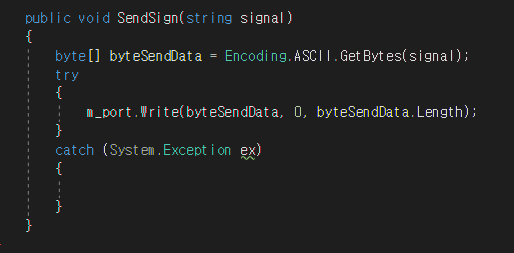 public void SendSign(string signal)
{
byte[] byteSendData = Encoding.ASCII.GetBytes(signal);
try
{
m_port.Write(byteSendData, 0, byteSendData.Length);
}
catch (System.Exception ex)
{
}
}